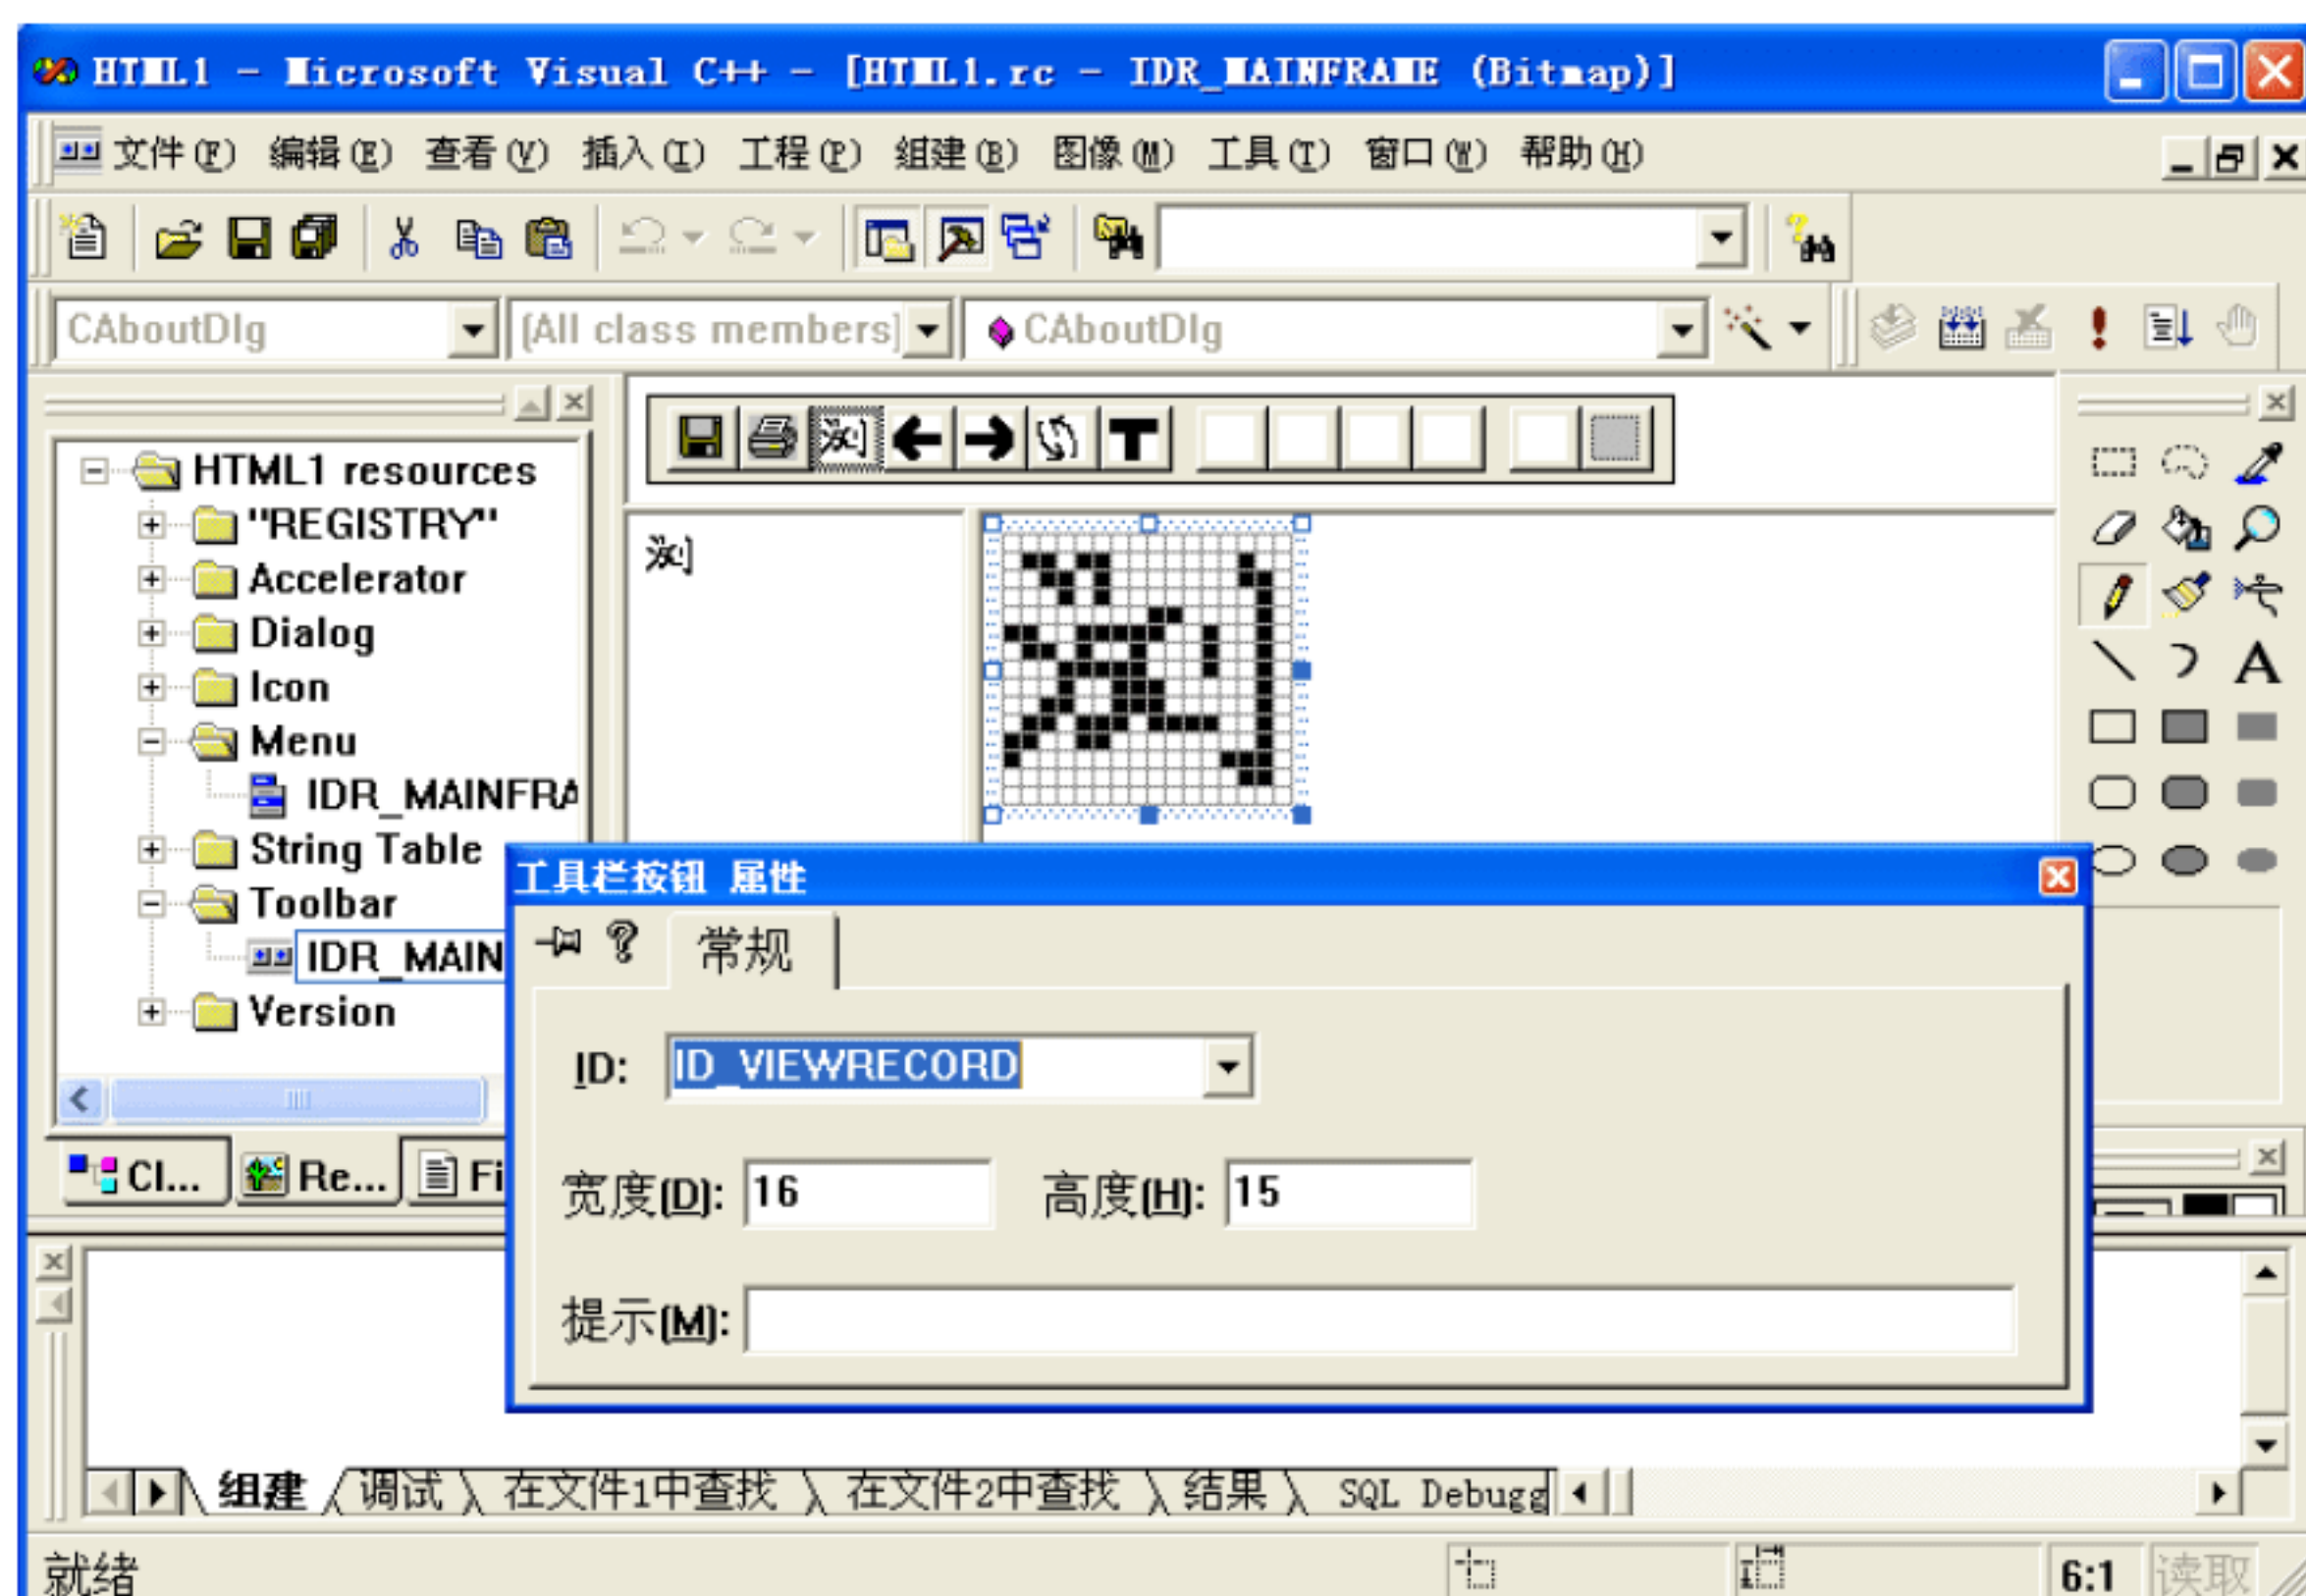 HTML1 - Microsoft Visual C++ - [HTML1.rc - IDR_MAINFRAME (Bitmap)]
文件(F) 编辑(E) 查看(V) 插入(I) 工程(P) 组建(B) 图像(M) 工具(T) 窗口(W) 帮助(H)
CAboutDlg [All class members] CAboutDlg
HTML1 resources
"REGISTRY"
Accelerator
Dialog
Icon
Menu
IDR_MAINFRA
String Table
Toolbar
IDR_MAIN
Version
Cl... Re... Fi
工具栏按钮 属性
常规
ID: ID_VIEWRECORD
宽度(D): 16 高度(H): 15
提示(M):
组建 调试 在文件1中查找 在文件2中查找 结果 SQL Debugg
就绪 6:1 读取